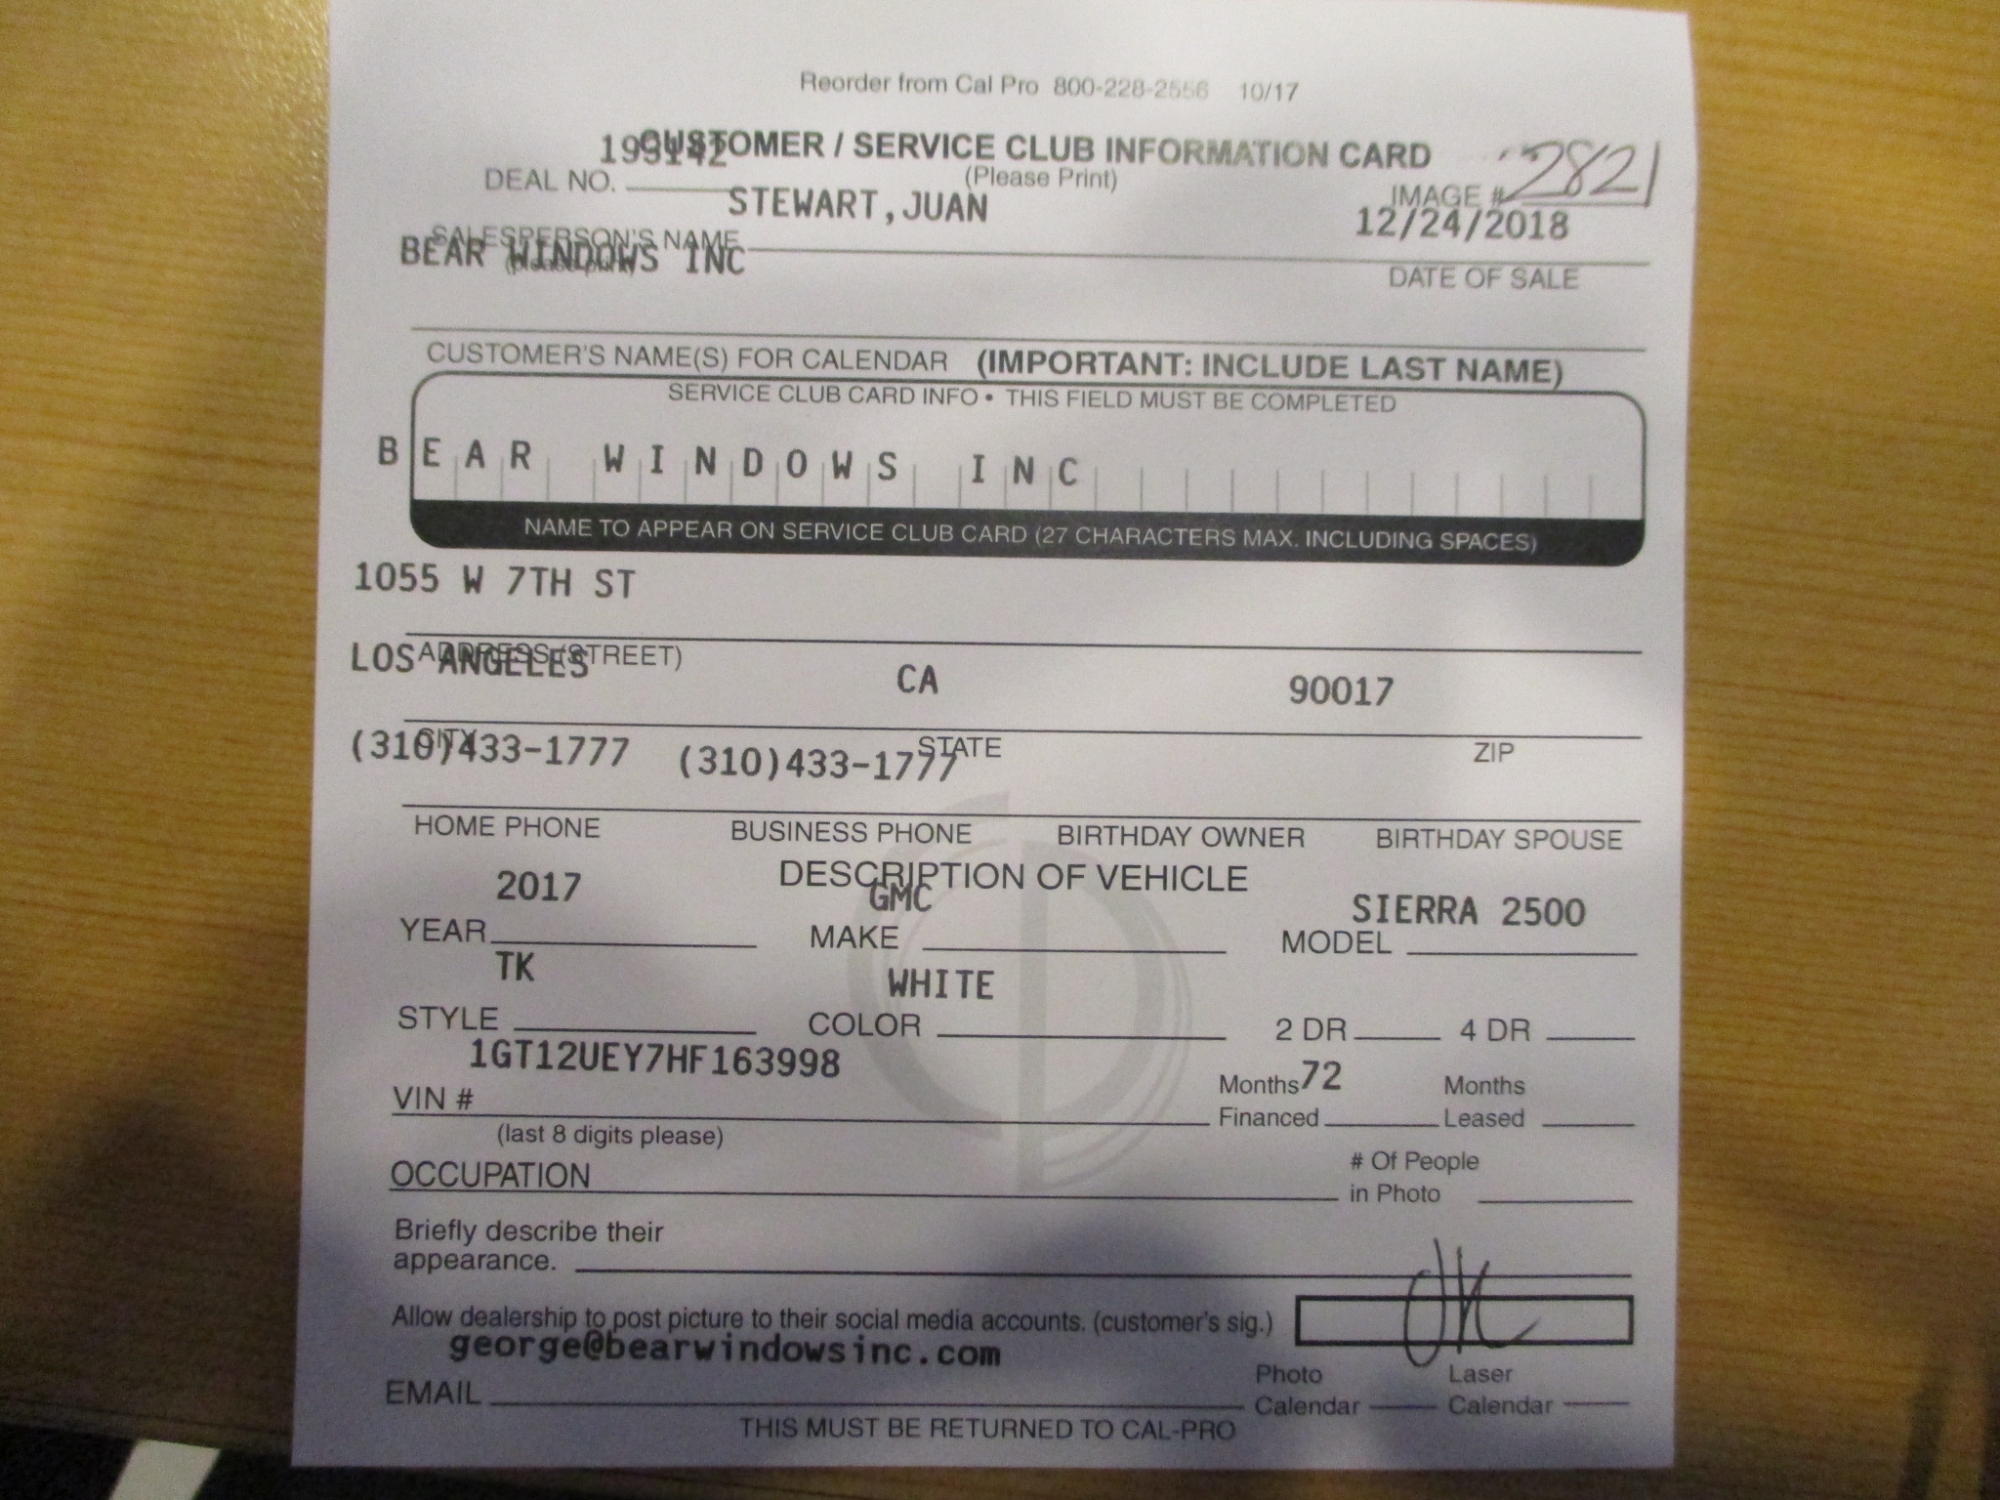 Reorder from Cal Pro 800-228-2556 10/17
CUSTOMER / SERVICE CLUB INFORMATION CARD
(Please Print)
DEAL NO. 193142
IMAGE # 2821
STEWART,JUAN
12/24/2018
SALESPERSON'S NAME
(please print)
BEAR WINDOWS INC
DATE OF SALE
CUSTOMER'S NAME(S) FOR CALENDAR (IMPORTANT: INCLUDE LAST NAME)
SERVICE CLUB CARD INFO • THIS FIELD MUST BE COMPLETED
BEAR WINDOWS INC
NAME TO APPEAR ON SERVICE CLUB CARD (27 CHARACTERS MAX. INCLUDING SPACES)
1055 W 7TH ST
ADDRESS (STREET)
LOS ANGELES CA 90017
CITY STATE ZIP
(310)433-1777 (310)433-1777
HOME PHONE BUSINESS PHONE BIRTHDAY OWNER BIRTHDAY SPOUSE
DESCRIPTION OF VEHICLE
2017 GMC SIERRA 2500
YEAR MAKE MODEL
TK WHITE
STYLE COLOR 2 DR 4 DR
1GT12UEY7HF163998
VIN # Months Financed 72 Months Leased
(last 8 digits please)
OCCUPATION # Of People in Photo
Briefly describe their
appearance.
Allow dealership to post picture to their social media accounts. (customer's sig.)
george@bearwindowsinc.com
EMAIL Photo Calendar Laser Calendar
THIS MUST BE RETURNED TO CAL-PRO